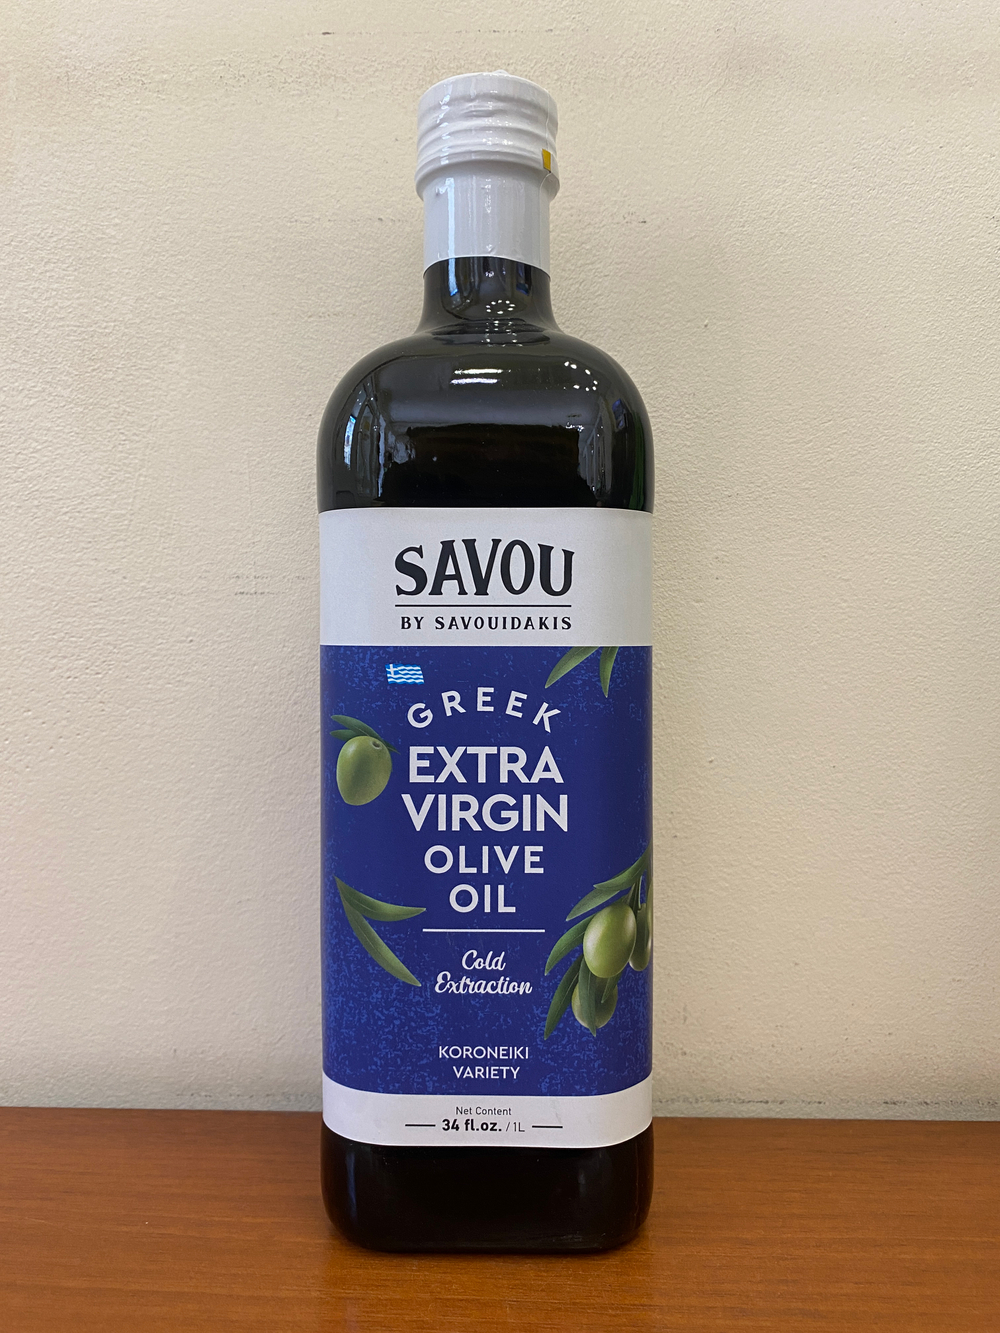 SAVOU
BY SAVOUIDAKIS
GREEK
EXTRA
VIRGIN
OLIVE
OIL
Cold
Extraction
KORONEIKI
VARIETY
Net Content
34 fl.oz. / 1L